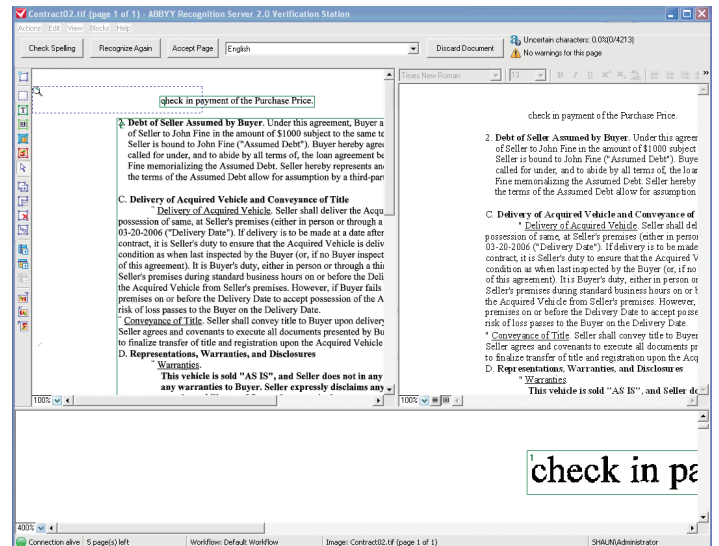 Contract02.tif (page 1 of 1) - ABBYY Recognition Server 2.0 Verification Station
Actions Edit View Blocks Help
Check Spelling Recognize Again Accept Page English Discard Document
Uncertain characters: 0.0%(0/4213)
No warnings for this page
Times New Roman 13 B I U
check in payment of the Purchase Price.
2. Debt of Seller Assumed by Buyer. Under this agreement, Buyer a
of Seller to John Fine in the amount of $1000 subject to the same te
Seller is bound to John Fine ("Assumed Debt"). Buyer hereby agre
called for under, and to abide by all terms of, the loan agreement be
Fine memorializing the Assumed Debt. Seller hereby represents and
the terms of the Assumed Debt allow for assumption by a third-part
C. Delivery of Acquired Vehicle and Conveyance of Title
" Delivery of Acquired Vehicle. Seller shall deliver the Acqu
possession of same, at Seller's premises (either in person or through a
03-20-2006 ("Delivery Date"). If delivery is to be made at a date after
contract, it is Seller's duty to ensure that the Acquired Vehicle is deliv
condition as when last inspected by the Buyer (or, if no Buyer inspect
of this agreement). It is Buyer's duty, either in person or through a thi
Seller's premises during standard business hours on or before the Deli
the Acquired Vehicle from Seller's premises. However, if Buyer fails
premises on or before the Delivery Date to accept possession of the A
risk of loss passes to the Buyer on the Delivery Date.
" Conveyance of Title. Seller shall convey title to Buyer upon delivery
Seller agrees and covenants to execute all documents presented by Bu
to finalize transfer of title and registration upon the Acquired Vehicle
D. Representations, Warranties, and Disclosures
" Warranties.
This vehicle is sold "AS IS", and Seller does not in any
any warranties to Buyer. Seller expressly disclaims any
100%
check in payment of the Purchase Price.
2. Debt of Seller Assumed by Buyer. Under this agreer
of Seller to John Fine in the amount of $1000 subject
Seller is bound to John Fine ("Assumed Debt"). Buye
called for under, and to abide by all terms of, the loar
Fine memorializing the Assumed Debt. Seller hereby
the terms of the Assumed Debt allow for assumption
C. Delivery of Acquired Vehicle and Conveyance of
" Delivery of Acquired Vehicle. Seller shall del
possession of same, at Seller's premises (either in person
03-20-2006 ("Delivery Date"). If delivery is to be made
contract, it is Seller's duty to ensure that the Acquired V
condition as when last inspected by the Buyer (or, if no
of this agreement). It is Buyer's duty, either in person or
Seller's premises during standard business hours on or b
the Acquired Vehicle from Seller's premises. However,
premises on or before the Delivery Date to accept posse
risk of loss passes to the Buyer on the Delivery Date.
" Conveyance of Title. Seller shall convey title to Buyer
Seller agrees and covenants to execute all documents pr
to finalize transfer of title and registration upon the Acq
D. Representations, Warranties, and Disclosures
" Warranties.
This vehicle is sold "AS IS", and Seller do
100%
1
check in pa
400%
Connection alive 5 page(s) left Workflow: Default Workflow Image: Contract02.tif (page 1 of 1) SHAUN\Administrator